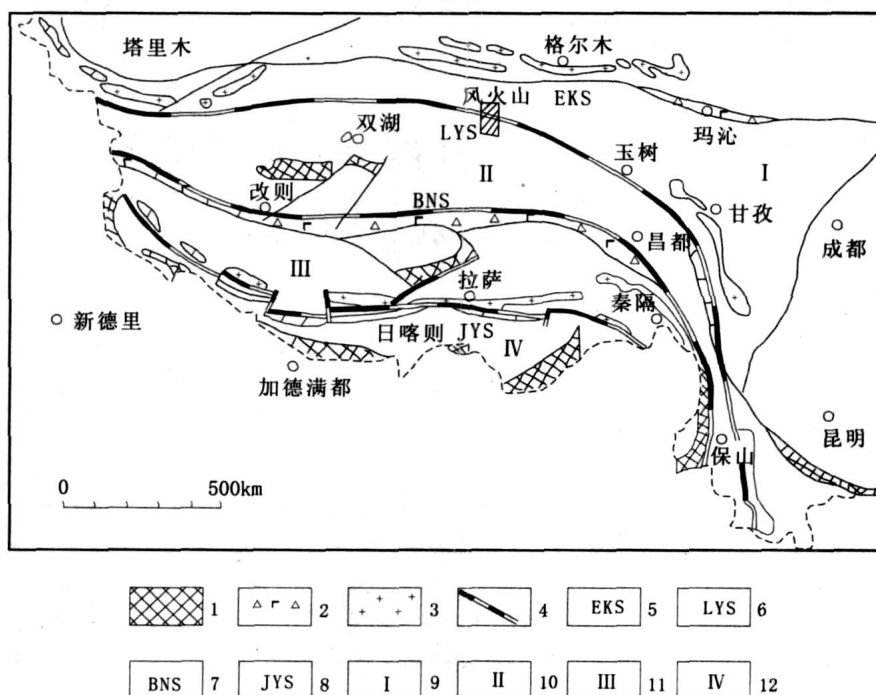 塔里木
格尔木
风火山
EKS
双湖
LYS
玛沁
玉树
II
I
改则
BNS
甘孜
昌都
成都
III
拉萨
秦隔
新德里
日喀则
JYS
IV
加德满都
昆明
保山
0 500km
1 2 3 4 EKS 5 LYS 6
BNS 7 JYS 8 I 9 II 10 III 11 IV 12